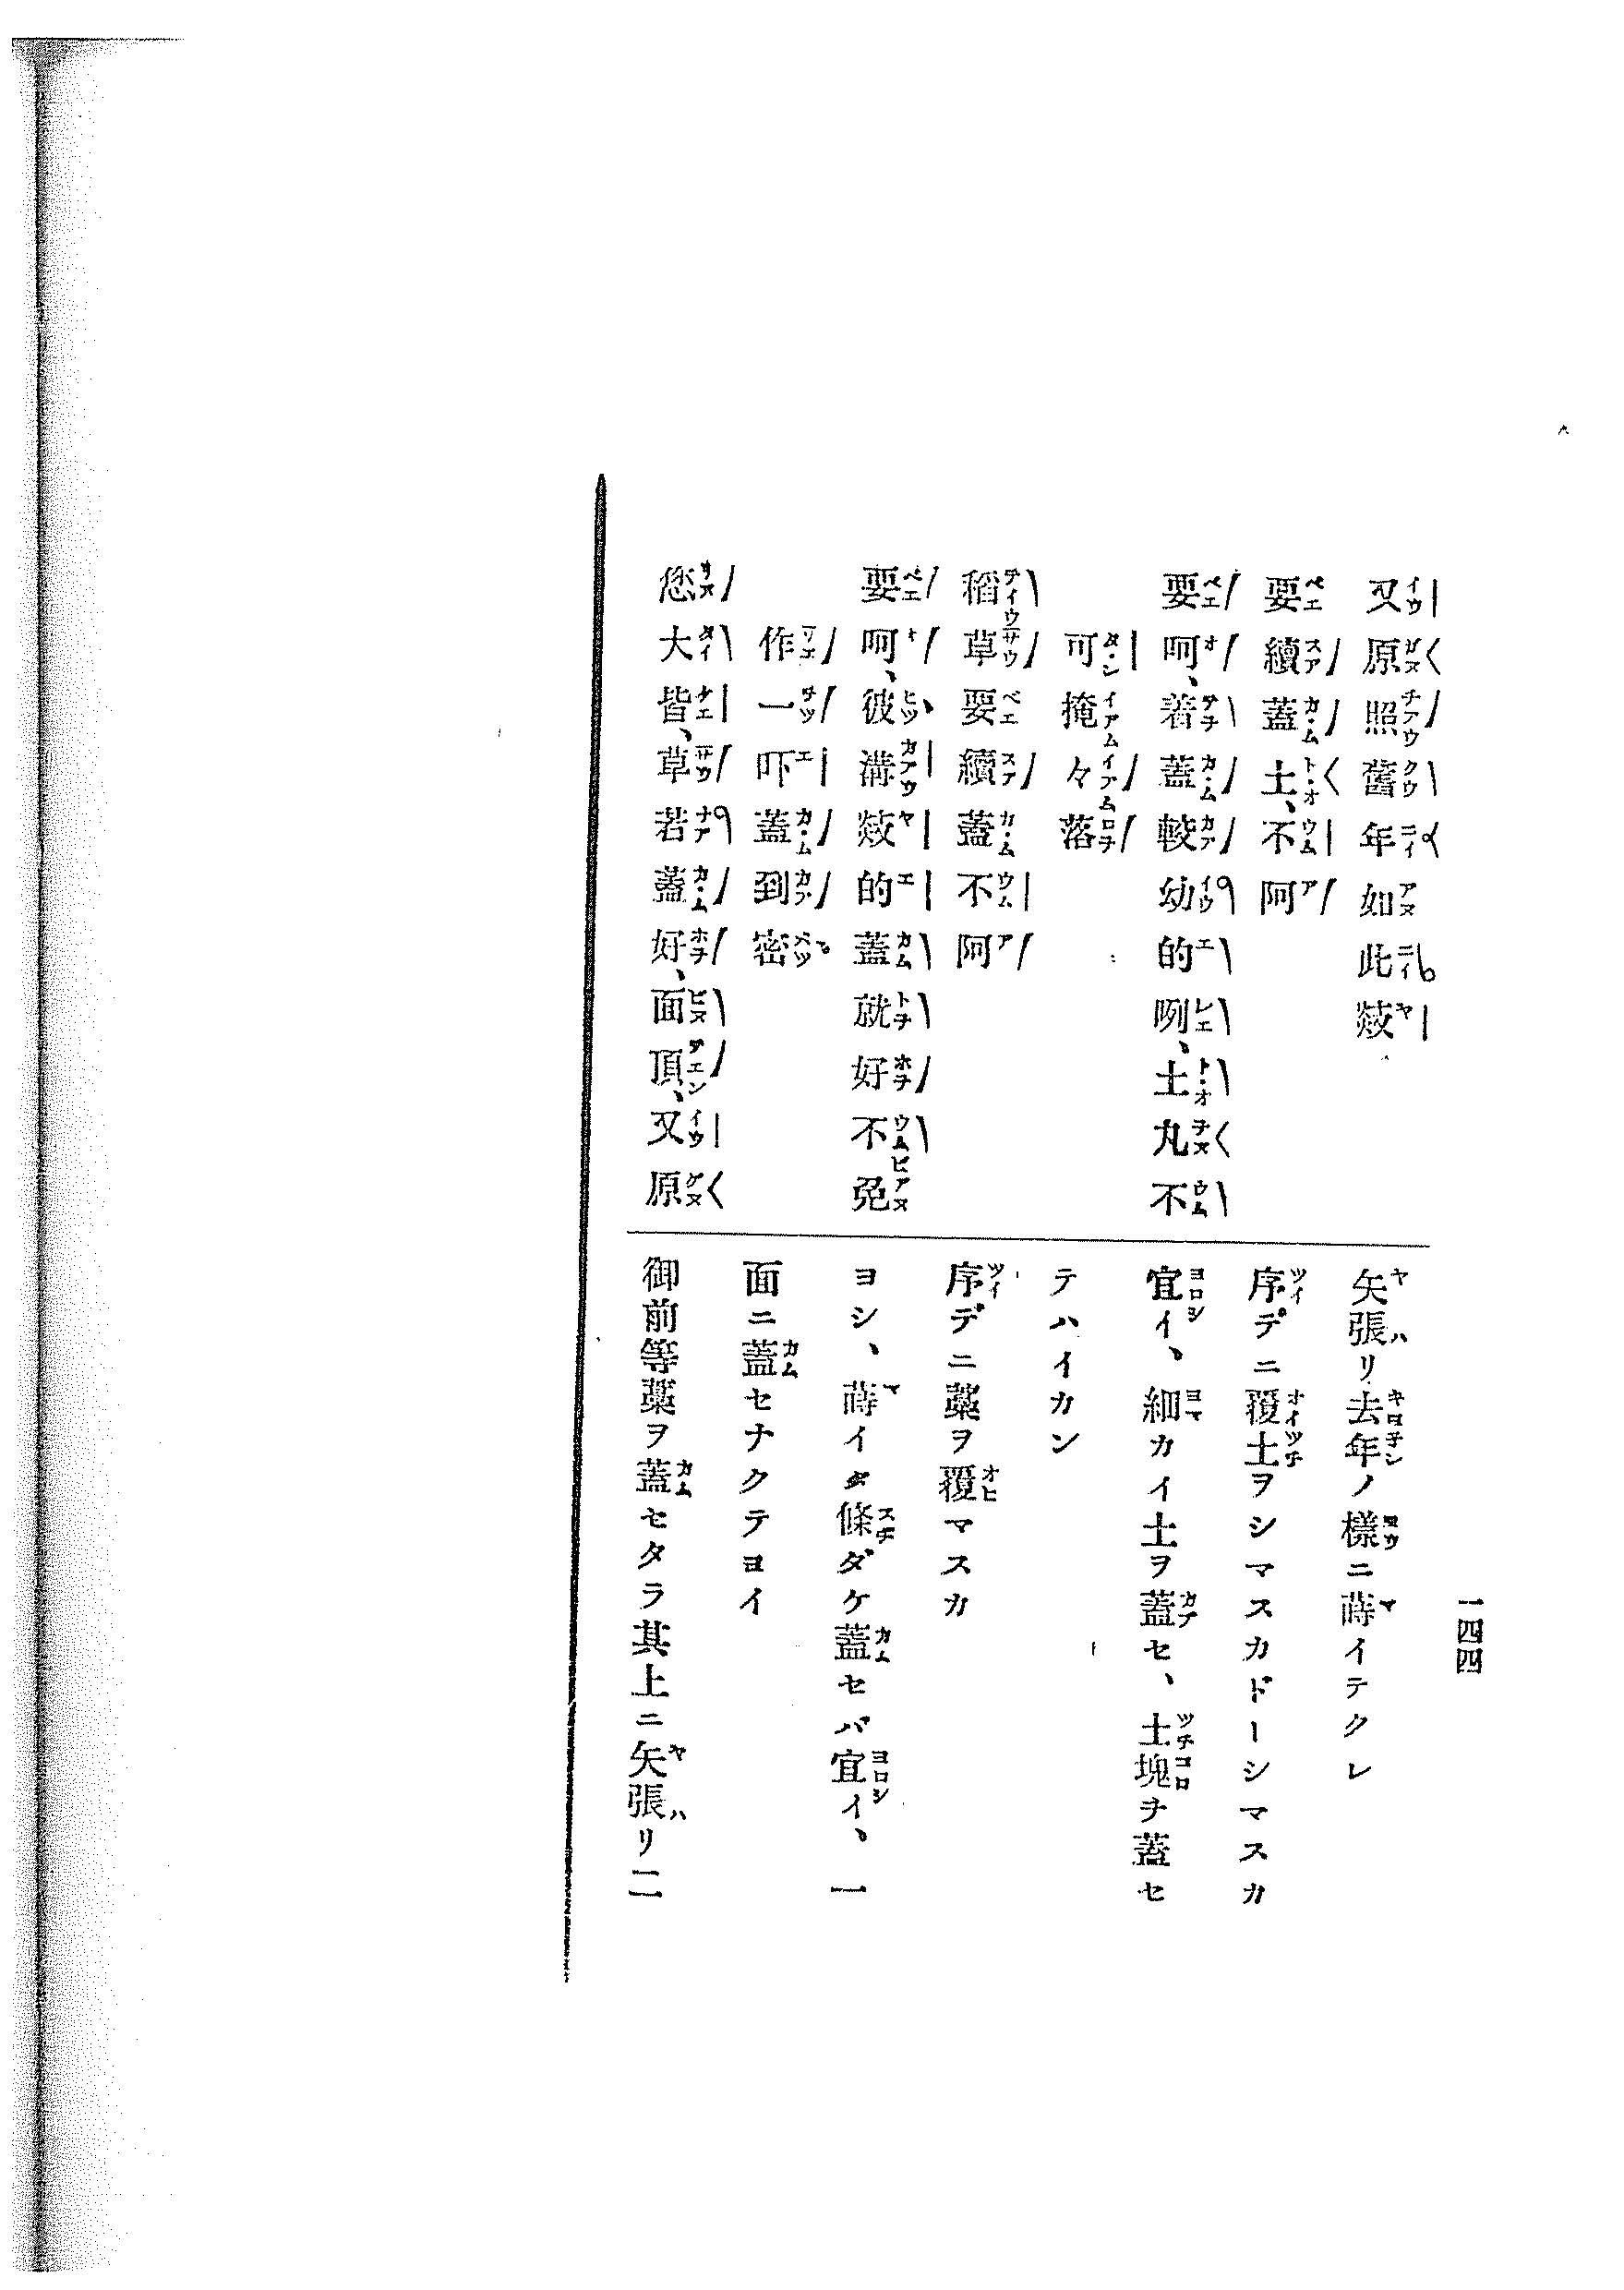 一四四
又原照舊年如此燚
要續蓋土、不阿
要呵、着蓋較幼的咧、土丸不
可掩々落
稻草要續蓋不阿
要呵、彼溝燚的蓋就好不免
作一吓蓋到密
您大皆、草若蓋好、面頂、又原
矢張リ去年ノ樣ニ蒔イテクレ
序デニ覆土ヲシマスカドーシマスカ
宜イ、細カイ土ヲ蓋セ、土塊ヲ蓋セ
テハイカン
序デニ藁ヲ覆マスカ
ヨシ、蒔イタ條ダケ蓋セバ宜イ、一
面ニ蓋セナクテヨイ
御前等藁ヲ蓋セタラ其上ニ矢張リ二